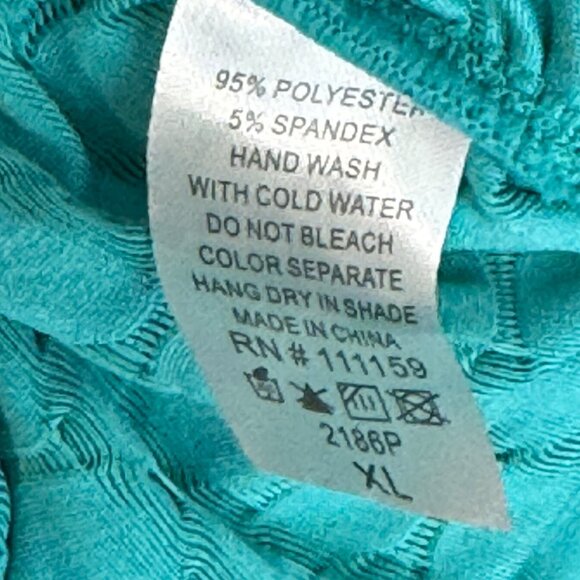 95% POLYESTER
5% SPANDEX
HAND WASH
WITH COLD WATER
DO NOT BLEACH
COLOR SEPARATE
HANG DRY IN SHADE
MADE IN CHINA
RN # 111159
2186P
XL